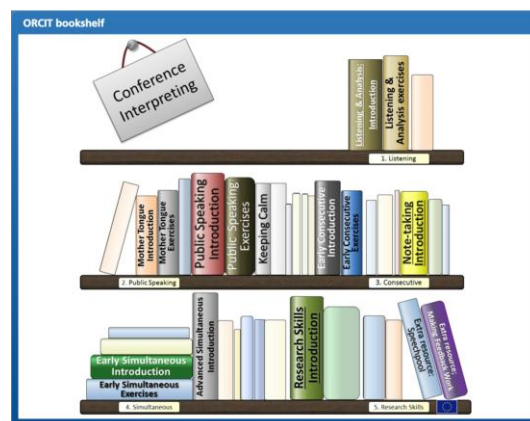 ORCIT bookshelf
Conference
Interpreting
Listening & Analysis:
Introduction
Listening &
Analysis exercises
1. Listening
Mother Tongue
Introduction
Mother Tongue
Exercises
Public Speaking
Introduction
Public Speaking
Exercises
Keeping Calm
Early Consecutive
Introduction
Early Consecutive
Exercises
Note-taking
Introduction
2. Public Speaking
3. Consecutive
Early Simultaneous
Introduction
Early Simultaneous
Exercises
Advanced Simultaneous
Introduction
Research Skills
Introduction
Extra resource:
Speechpool
Extra resource:
Making Feedback Work
4. Simultaneous
5. Research Skills